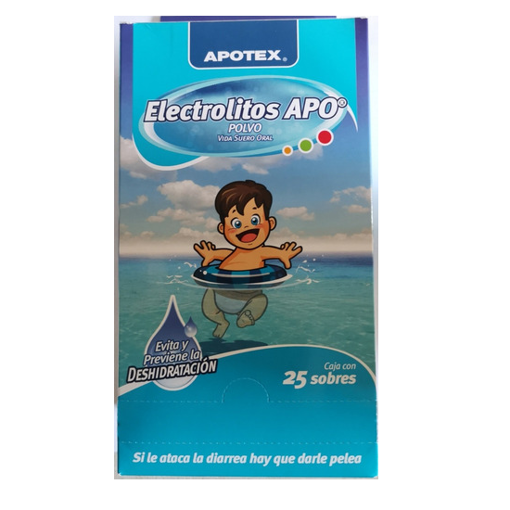 APOTEX®
Electrolitos APO®
POLVO
VIDA SUERO ORAL
Evita y
Previene la
DESHIDRATACIÓN
Caja con
25 sobres
Si le ataca la diarrea hay que darle pelea